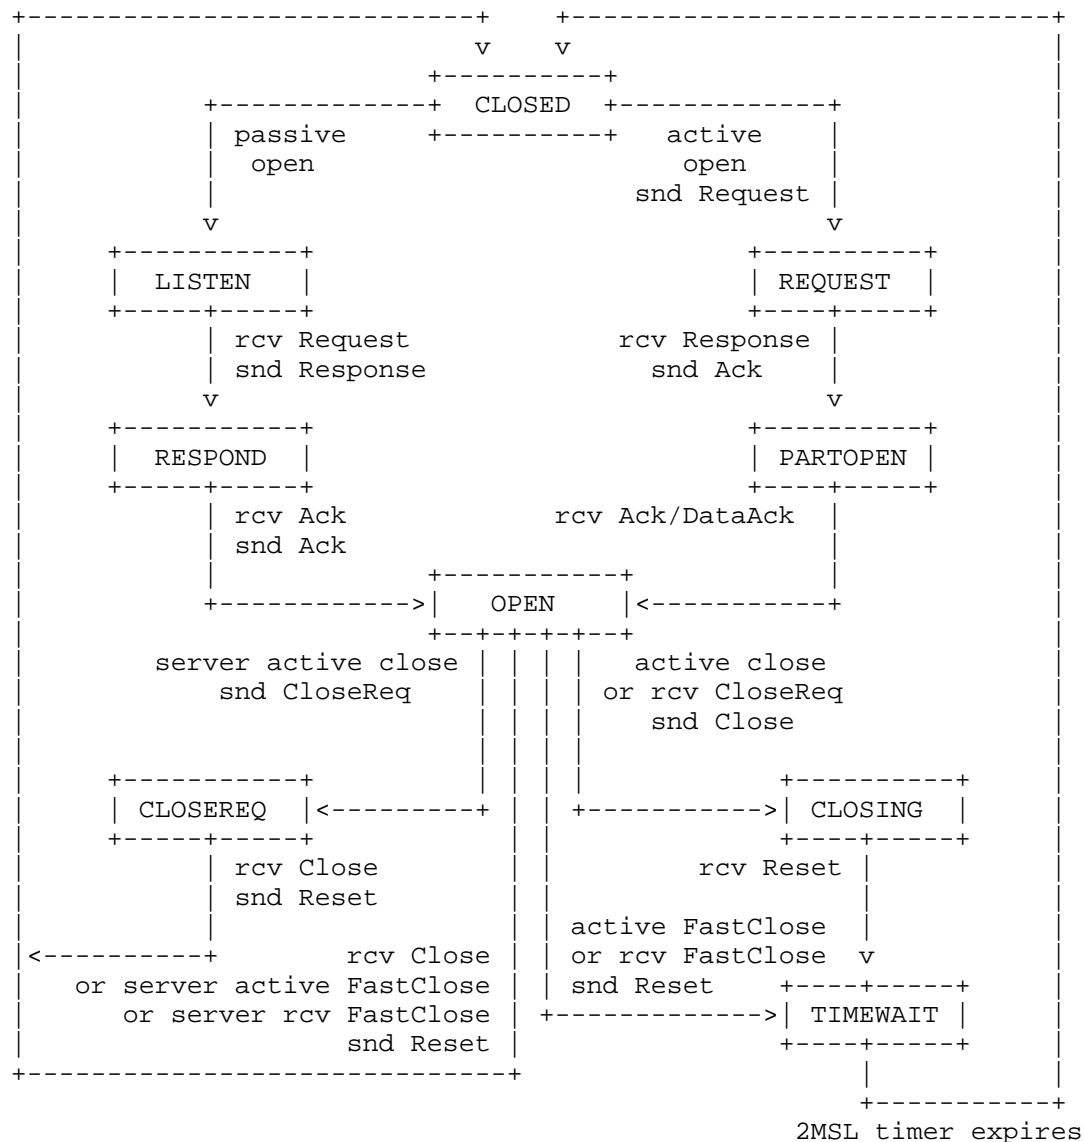 CLOSED
passive active
open open
snd Request
LISTEN REQUEST
rcv Request rcv Response
snd Response snd Ack
RESPOND PARTOPEN
rcv Ack rcv Ack/DataAck
snd Ack
OPEN
server active close active close
snd CloseReq or rcv CloseReq
snd Close
CLOSEREQ CLOSING
rcv Close rcv Reset
snd Reset
active FastClose
rcv Close or rcv FastClose
or server active FastClose snd Reset
or server rcv FastClose TIMEWAIT
snd Reset
2MSL timer expires